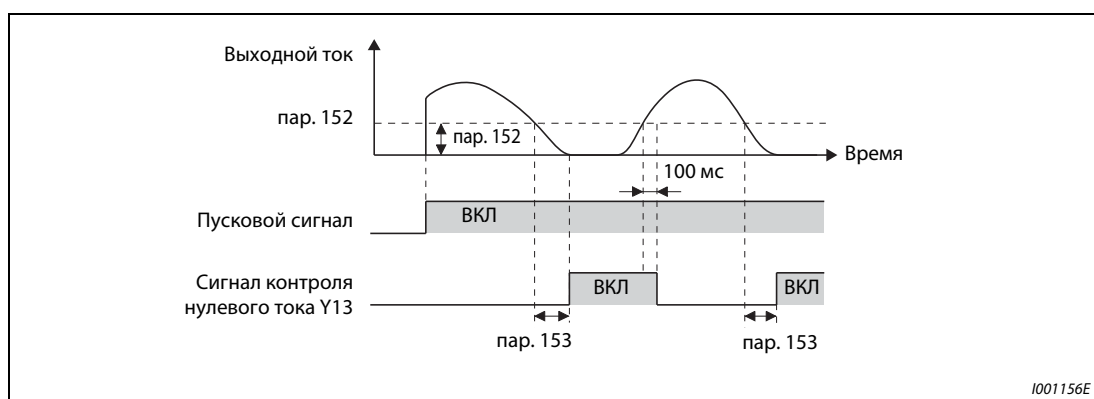 Выходной ток
пар. 152
пар. 152
Время
100 мс
Пусковой сигнал
ВКЛ
Сигнал контроля
нулевого тока Y13
ВКЛ
ВКЛ
пар. 153
пар. 153
I001156E